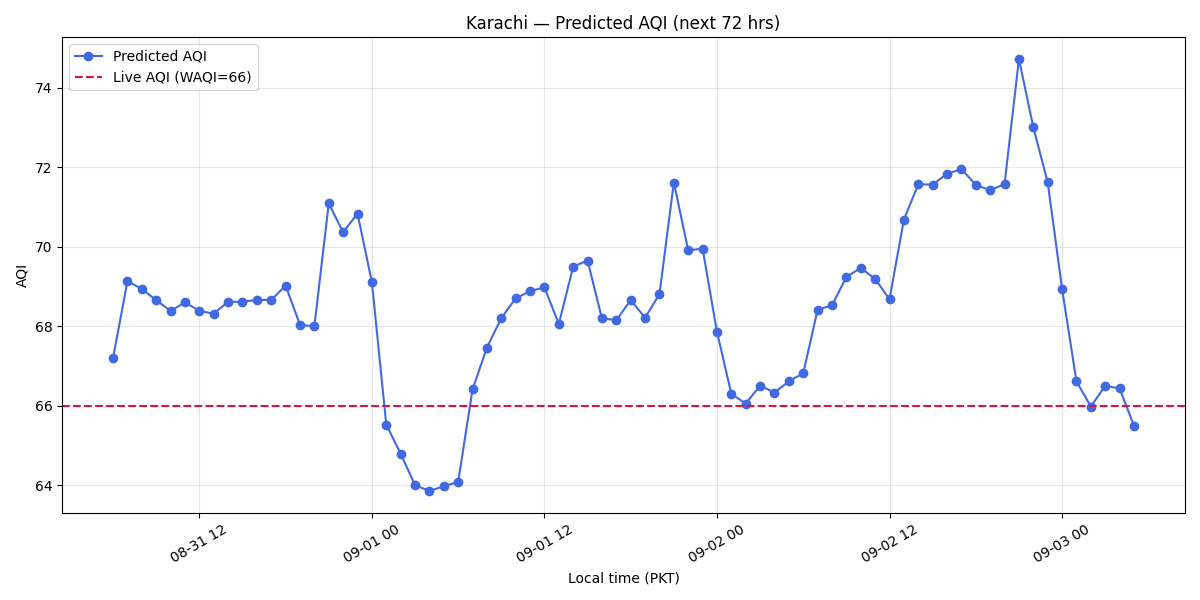 Karachi — Predicted AQI (next 72 hrs)
Predicted AQI
Live AQI (WAQI=66)
AQI
74
72
70
68
66
64
08-31 12
09-01 00
09-01 12
09-02 00
09-02 12
09-03 00
Local time (PKT)